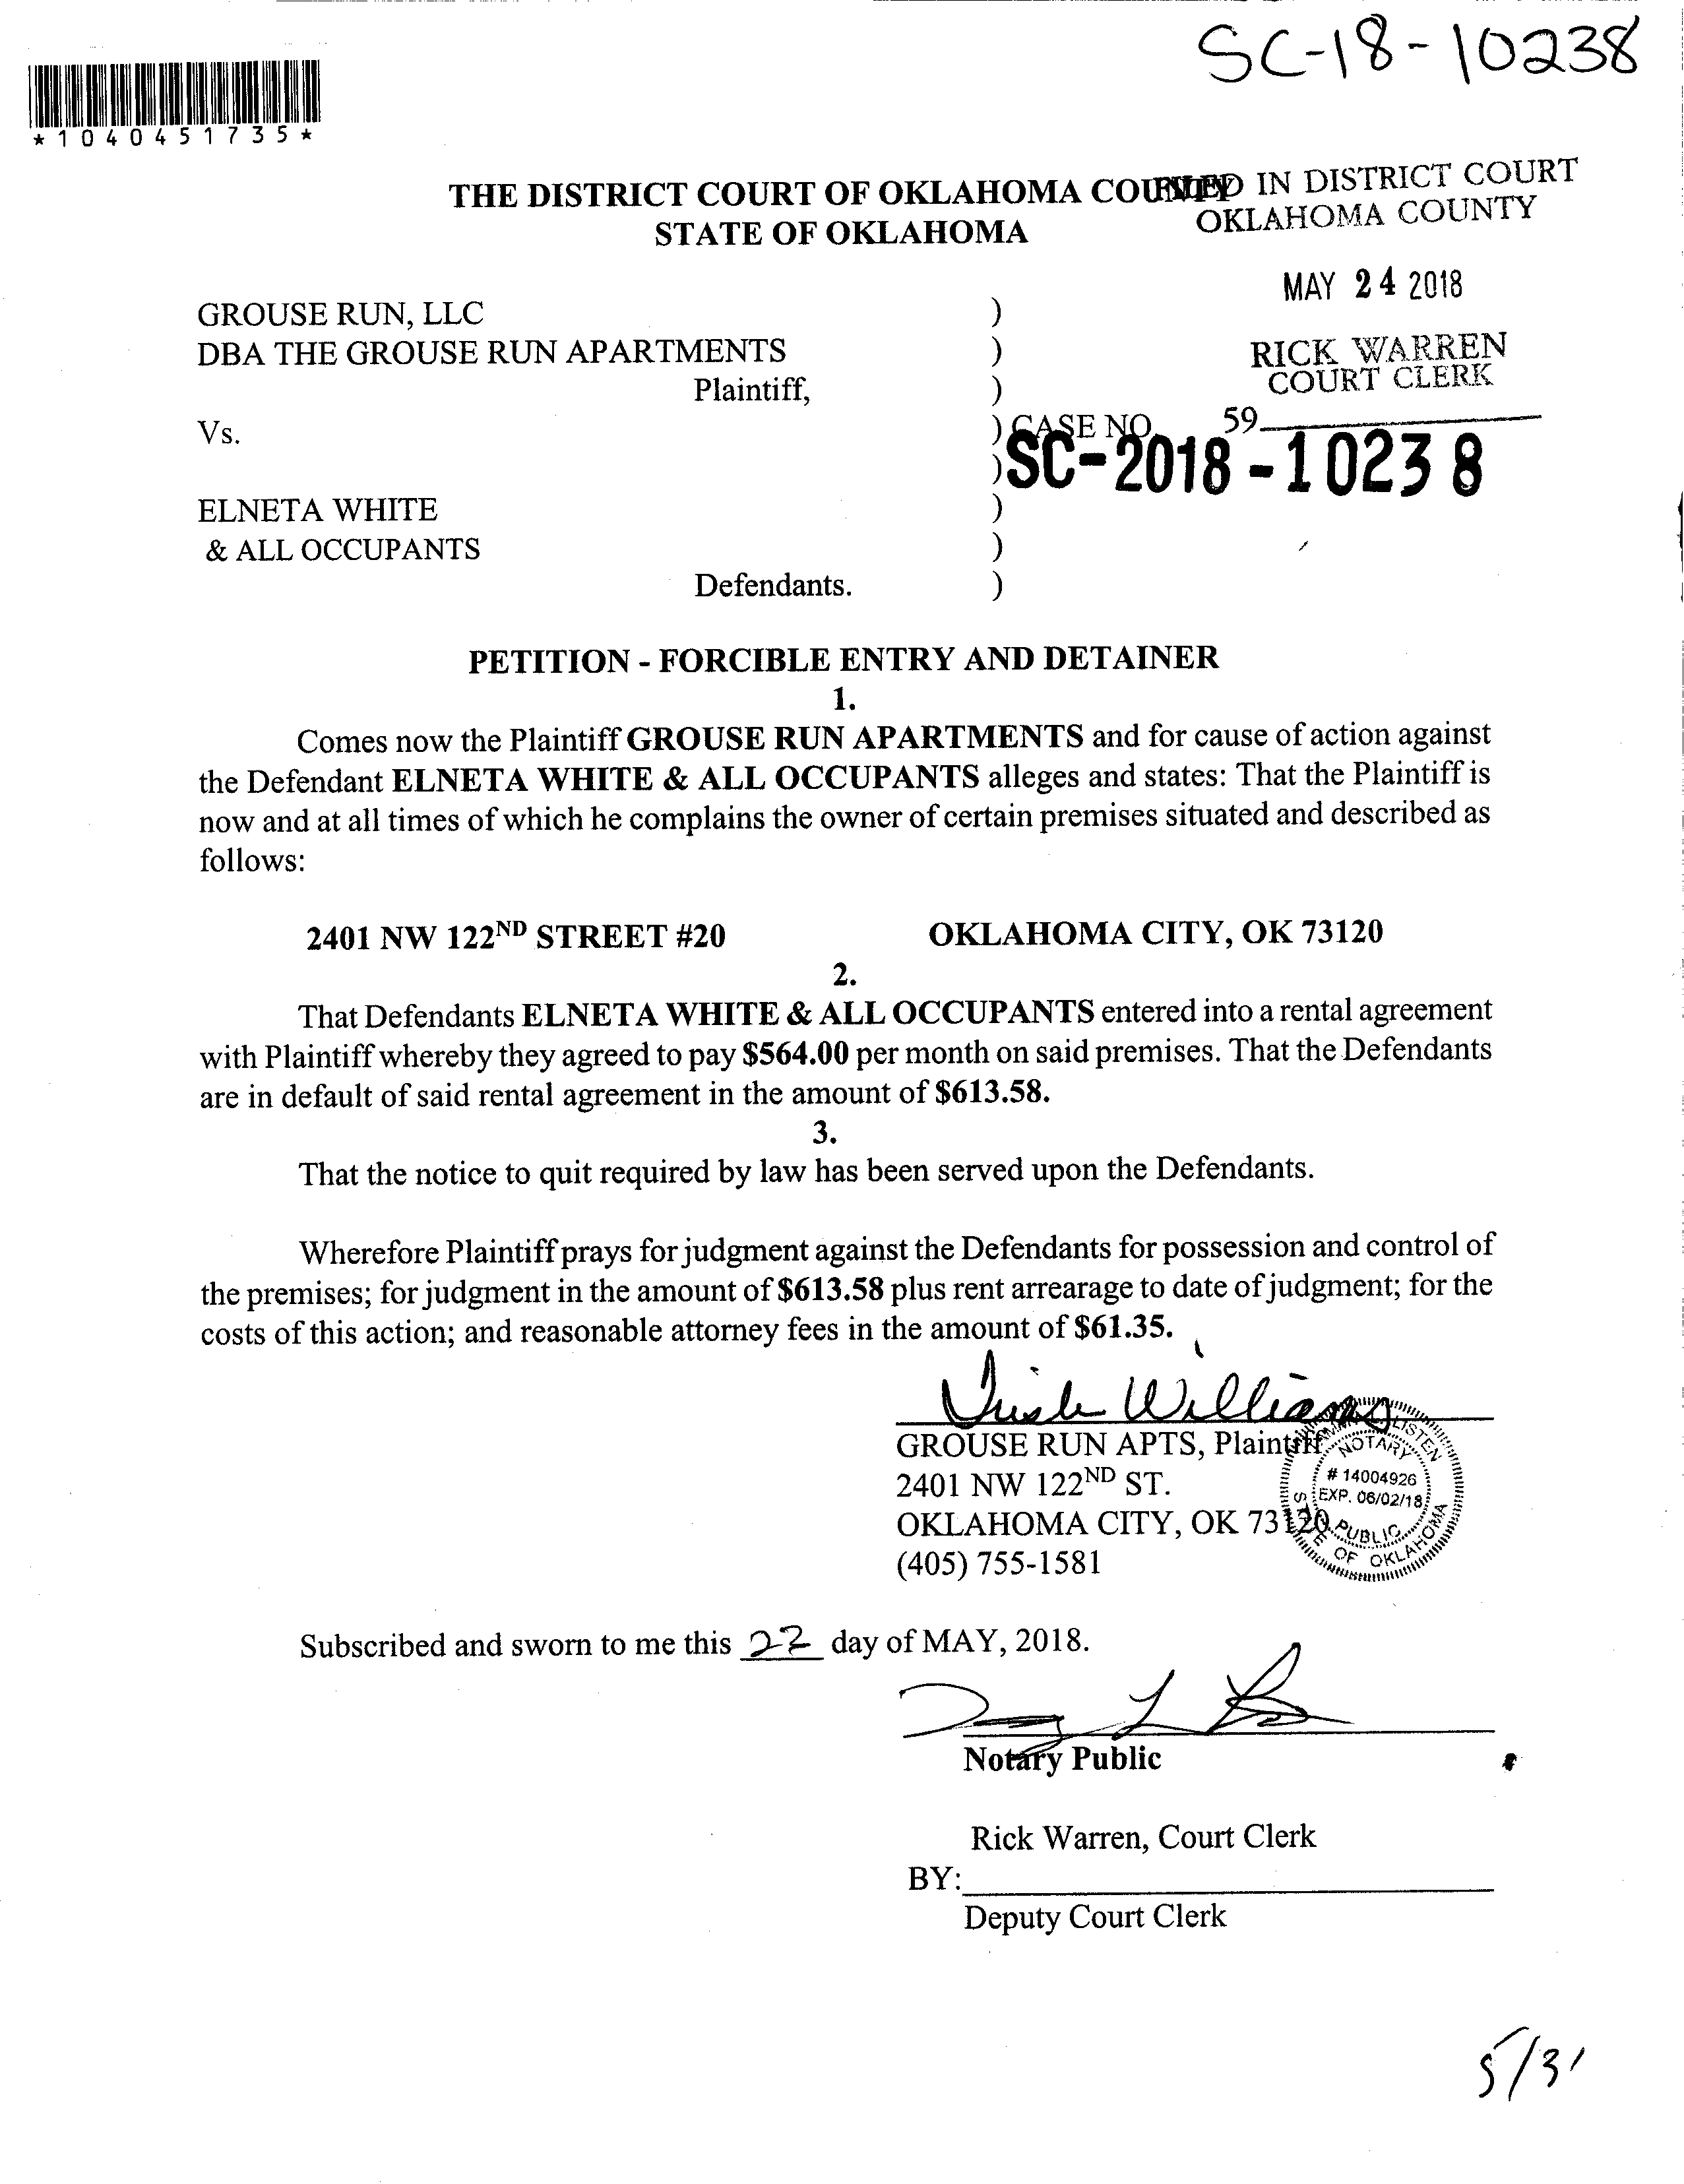 SC-18-10238
*1040451735*
THE DISTRICT COURT OF OKLAHOMA COUNTY
STATE OF OKLAHOMA
FILED IN DISTRICT COURT
OKLAHOMA COUNTY
MAY 24 2018
RICK WARREN
COURT CLERK
59
GROUSE RUN, LLC )
DBA THE GROUSE RUN APARTMENTS )
Plaintiff, )
Vs. ) CASE NO.
) SC-2018-10238
ELNETA WHITE )
& ALL OCCUPANTS )
Defendants. )
PETITION - FORCIBLE ENTRY AND DETAINER
1.
Comes now the Plaintiff GROUSE RUN APARTMENTS and for cause of action against
the Defendant ELNETA WHITE & ALL OCCUPANTS alleges and states: That the Plaintiff is
now and at all times of which he complains the owner of certain premises situated and described as
follows:
2401 NW 122ND STREET #20 OKLAHOMA CITY, OK 73120
2.
That Defendants ELNETA WHITE & ALL OCCUPANTS entered into a rental agreement
with Plaintiff whereby they agreed to pay $564.00 per month on said premises. That the Defendants
are in default of said rental agreement in the amount of $613.58.
3.
That the notice to quit required by law has been served upon the Defendants.
Wherefore Plaintiff prays for judgment against the Defendants for possession and control of
the premises; for judgment in the amount of $613.58 plus rent arrearage to date of judgment; for the
costs of this action; and reasonable attorney fees in the amount of $61.35.
Williams
GROUSE RUN APTS, Plaintiff
2401 NW 122ND ST.
OKLAHOMA CITY, OK 73120
(405) 755-1581
NOTARY
# 14004926
EXP. 06/02/18
PUBLIC
STATE OF OKLAHOMA
Subscribed and sworn to me this 22 day of MAY, 2018.
Notary Public
Rick Warren, Court Clerk
BY:
Deputy Court Clerk
5/31